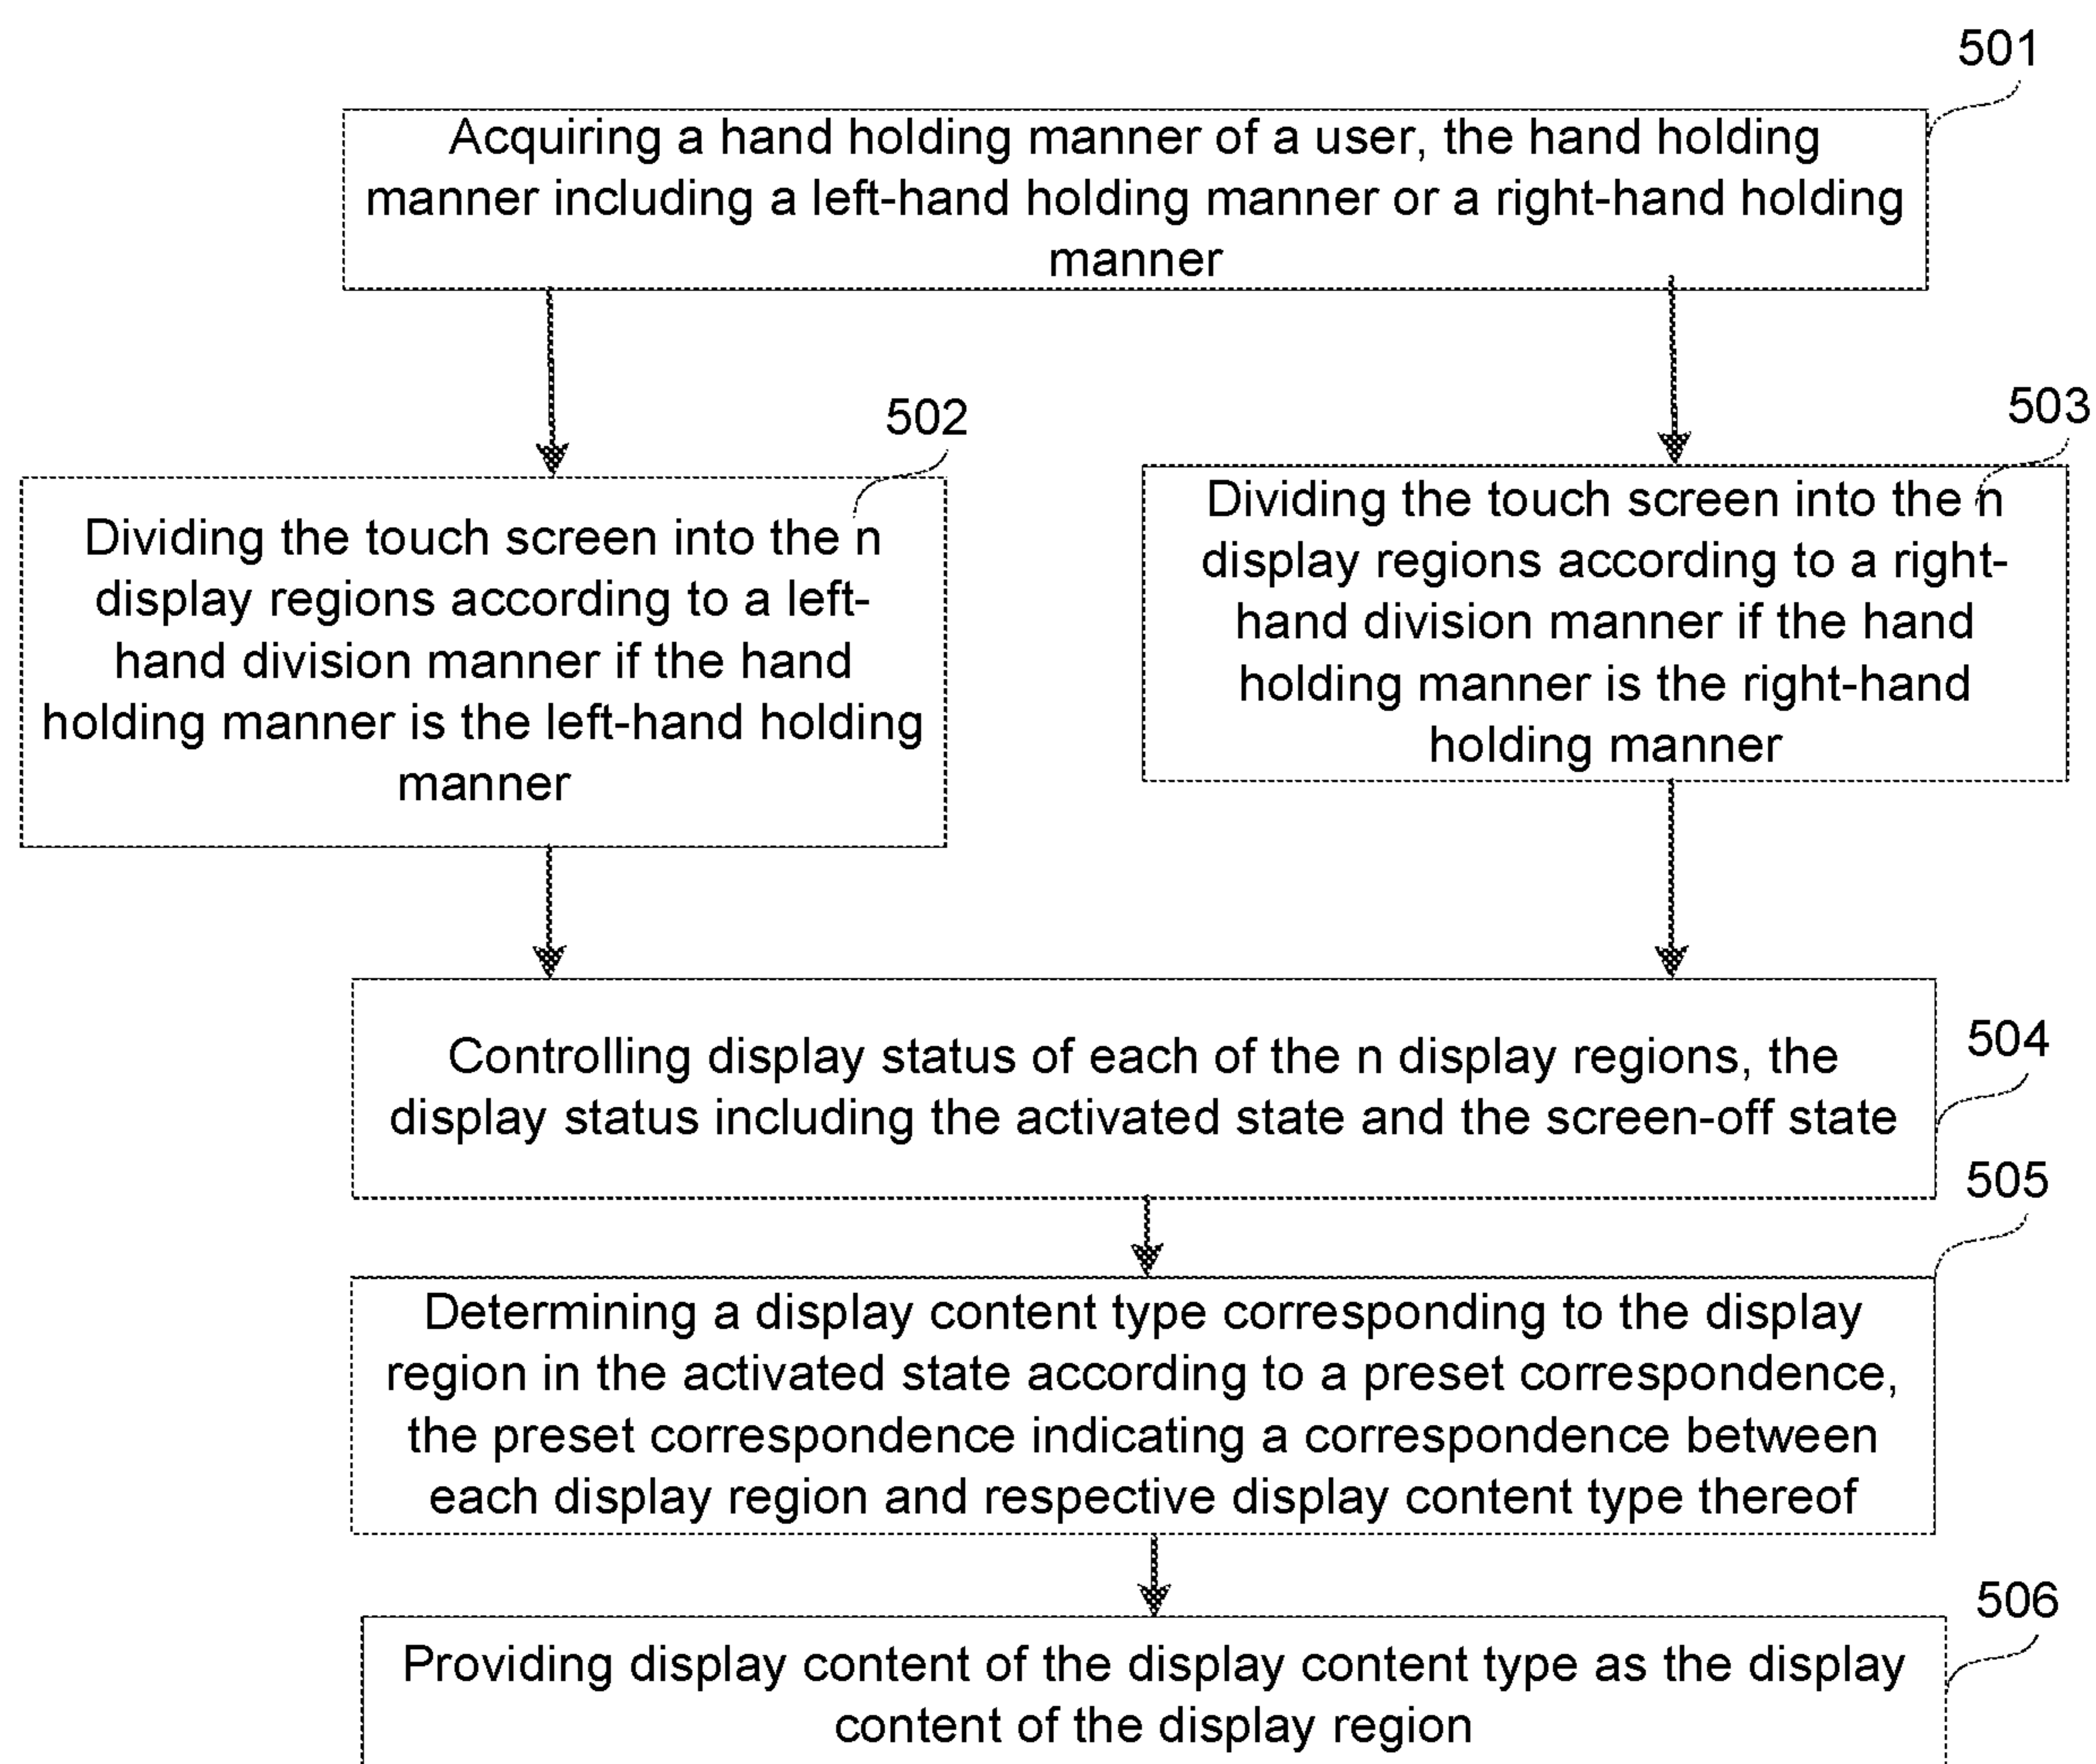 501
Acquiring a hand holding manner of a user, the hand holding
manner including a left-hand holding manner or a right-hand holding
manner
502
Dividing the touch screen into the n
display regions according to a left-
hand division manner if the hand
holding manner is the left-hand holding
manner
503
Dividing the touch screen into the n
display regions according to a right-
hand division manner if the hand
holding manner is the right-hand
holding manner
504
Controlling display status of each of the n display regions, the
display status including the activated state and the screen-off state
505
Determining a display content type corresponding to the display
region in the activated state according to a preset correspondence,
the preset correspondence indicating a correspondence between
each display region and respective display content type thereof
506
Providing display content of the display content type as the display
content of the display region